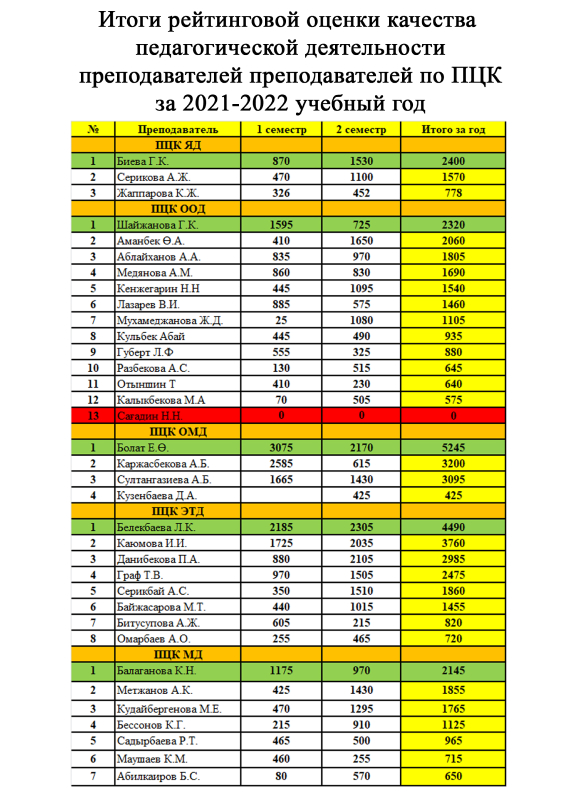 Итоги рейтинговой оценки качества
педагогической деятельности
преподавателей преподавателей по ПЦК
за 2021-2022 учебный год
№ Преподаватель 1 семестр 2 семестр Итого за год
ПЦК ЯД
1 Биева Г.К. 870 1530 2400
2 Серикова А.Ж. 470 1100 1570
3 Жаппарова К.Ж. 326 452 778
ПЦК ООД
1 Шайжанова Г.К. 1595 725 2320
2 Аманбек Ө.А. 410 1650 2060
3 Аблайханов А.А. 835 970 1805
4 Медянова А.М. 860 830 1690
5 Кенжегарин Н.Н 445 1095 1540
6 Лазарев В.И. 885 575 1460
7 Мухамеджанова Ж.Д. 25 1080 1105
8 Кульбек Абай 445 490 935
9 Губерт Л.Ф 555 325 880
10 Разбекова А.С. 130 515 645
11 Отыншин Т 410 230 640
12 Калыкбекова М.А 70 505 575
13 Сагадин Н.Н. 0 0 0
ПЦК ОМД
1 Болат Е.Ө. 3075 2170 5245
2 Каржасбекова А.Б. 2585 615 3200
3 Султангазиева А.Б. 1665 1430 3095
4 Кузенбаева Д.А. 425 425
ПЦК ЭТД
1 Белекбаева Л.К. 2185 2305 4490
2 Каюмова И.И. 1725 2035 3760
3 Данибекова П.А. 880 2105 2985
4 Граф Т.В. 970 1505 2475
5 Серикбай А.С. 350 1510 1860
6 Байжасарова М.Т. 440 1015 1455
7 Битусупова А.Ж. 605 215 820
8 Омарбаев А.О. 255 465 720
ПЦК МД
1 Балаганова К.Н. 1175 970 2145
2 Метжанов А.К. 425 1430 1855
3 Кудайбергенова М.Е. 470 1295 1765
4 Бессонов К.Г. 215 910 1125
5 Садырбаева Р.Т. 465 500 965
6 Маушаев К.М. 460 255 715
7 Абилкаиров Б.С. 80 570 650